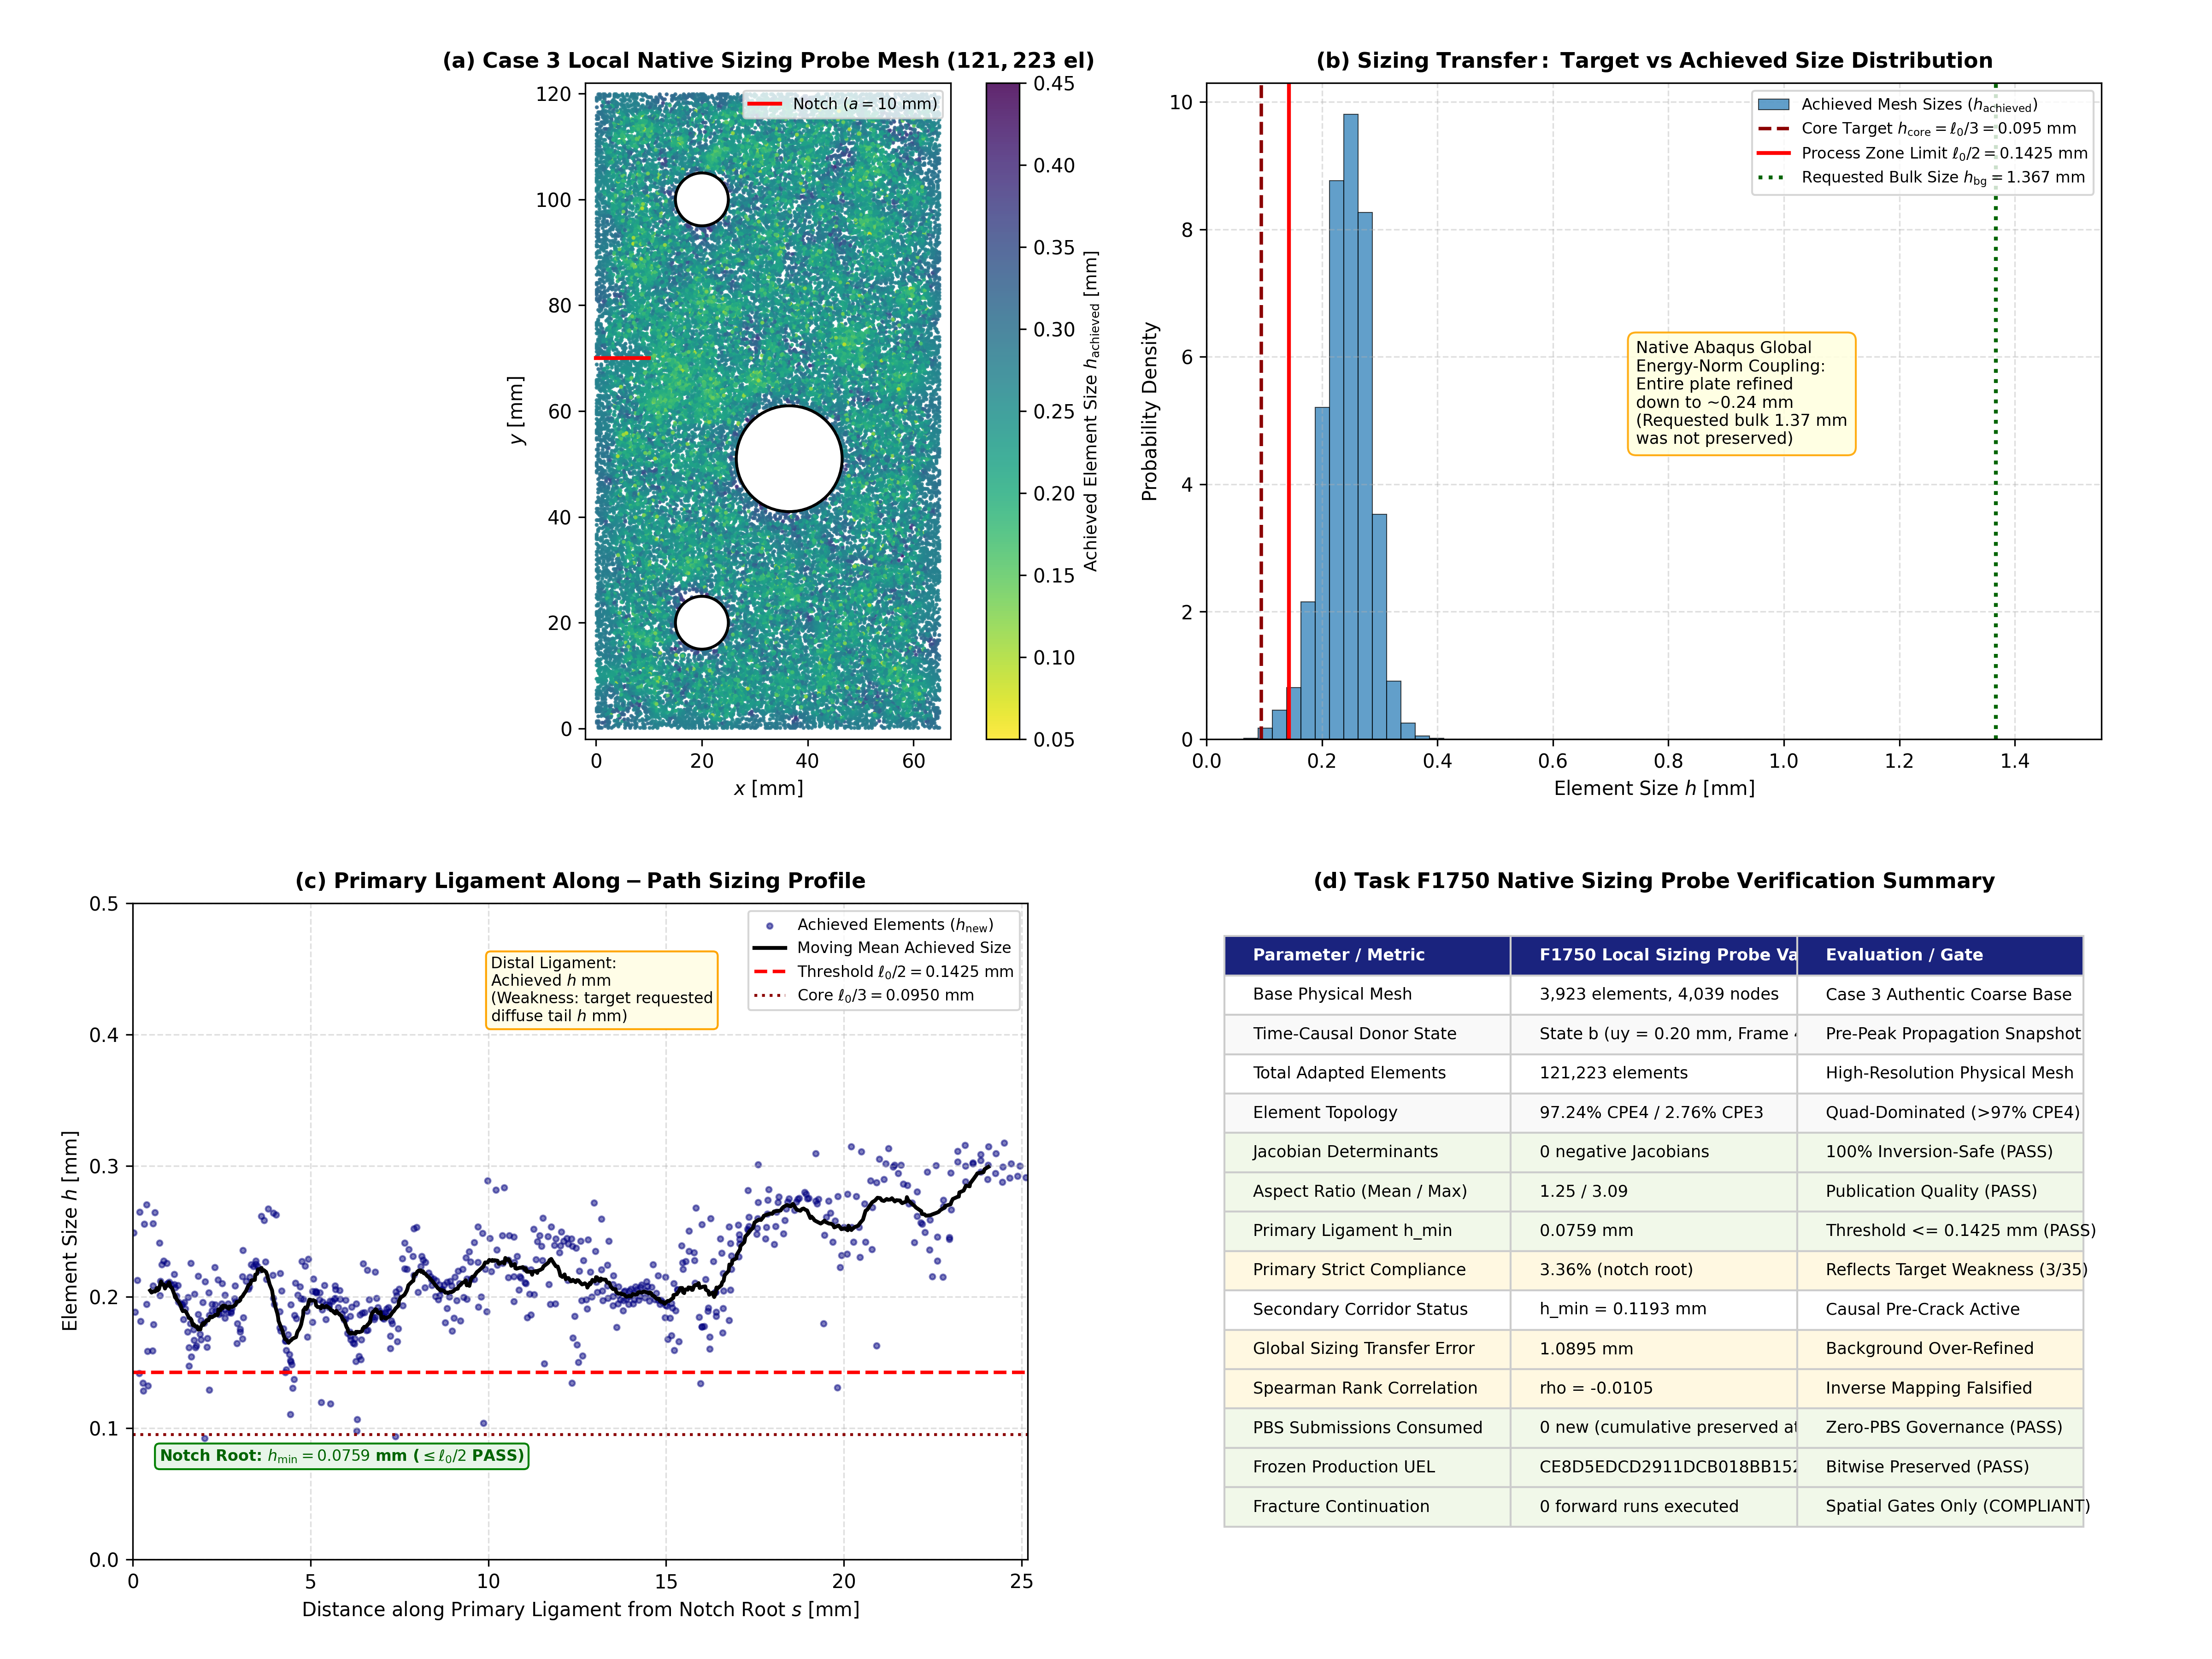 (a) Case 3 Local Native Sizing Probe Mesh (121, 223 el)
Notch (a = 10 mm)
120
100
80
60
40
20
0
y [mm]
0 20 40 60
x [mm]
0.45
0.40
0.35
0.30
0.25
0.20
0.15
0.10
0.05
Achieved Element Size h_achieved [mm]
(b) Sizing Transfer: Target vs Achieved Size Distribution
Achieved Mesh Sizes (h_achieved)
Core Target h_core = ℓ₀/3 = 0.095 mm
Process Zone Limit ℓ₀/2 = 0.1425 mm
Requested Bulk Size h_bg = 1.367 mm
Native Abaqus Global
Energy-Norm Coupling:
Entire plate refined
down to ~0.24 mm
(Requested bulk 1.37 mm
was not preserved)
10
8
6
4
2
0
Probability Density
0.0 0.2 0.4 0.6 0.8 1.0 1.2 1.4
Element Size h [mm]
(c) Primary Ligament Along − Path Sizing Profile
Achieved Elements (h_new)
Moving Mean Achieved Size
Threshold ℓ₀/2 = 0.1425 mm
Core ℓ₀/3 = 0.0950 mm
Distal Ligament:
Achieved h mm
(Weakness: target requested
diffuse tail h mm)
Notch Root: h_min = 0.0759 mm (≤ ℓ₀/2 PASS)
0.5
0.4
0.3
0.2
0.1
0.0
Element Size h [mm]
0 5 10 15 20 25
Distance along Primary Ligament from Notch Root s [mm]
(d) Task F1750 Native Sizing Probe Verification Summary
Parameter / Metric F1750 Local Sizing Probe Va Evaluation / Gate
Base Physical Mesh 3,923 elements, 4,039 nodes Case 3 Authentic Coarse Base
Time-Causal Donor State State b (uy = 0.20 mm, Frame Pre-Peak Propagation Snapshot
Total Adapted Elements 121,223 elements High-Resolution Physical Mesh
Element Topology 97.24% CPE4 / 2.76% CPE3 Quad-Dominated (>97% CPE4)
Jacobian Determinants 0 negative Jacobians 100% Inversion-Safe (PASS)
Aspect Ratio (Mean / Max) 1.25 / 3.09 Publication Quality (PASS)
Primary Ligament h_min 0.0759 mm Threshold <= 0.1425 mm (PASS)
Primary Strict Compliance 3.36% (notch root) Reflects Target Weakness (3/35)
Secondary Corridor Status h_min = 0.1193 mm Causal Pre-Crack Active
Global Sizing Transfer Error 1.0895 mm Background Over-Refined
Spearman Rank Correlation rho = -0.0105 Inverse Mapping Falsified
PBS Submissions Consumed 0 new (cumulative preserved at Zero-PBS Governance (PASS)
Frozen Production UEL CE8D5EDCD2911DCB018BB152 Bitwise Preserved (PASS)
Fracture Continuation 0 forward runs executed Spatial Gates Only (COMPLIANT)